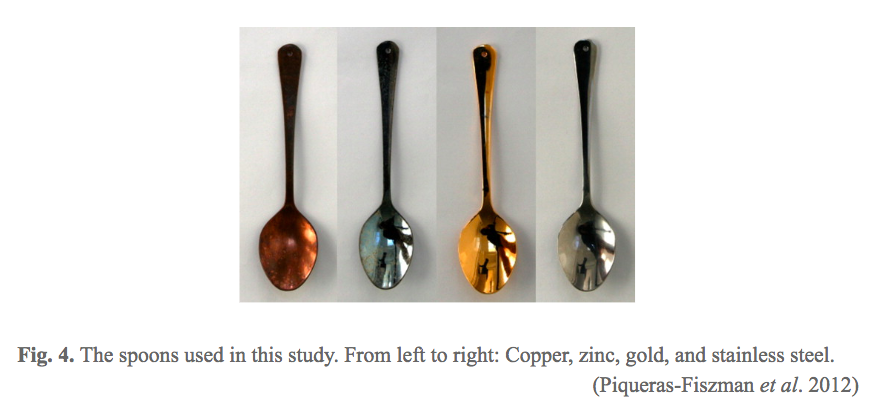 Fig. 4. The spoons used in this study. From left to right: Copper, zinc, gold, and stainless steel.
(Piqueras-Fiszman et al. 2012)